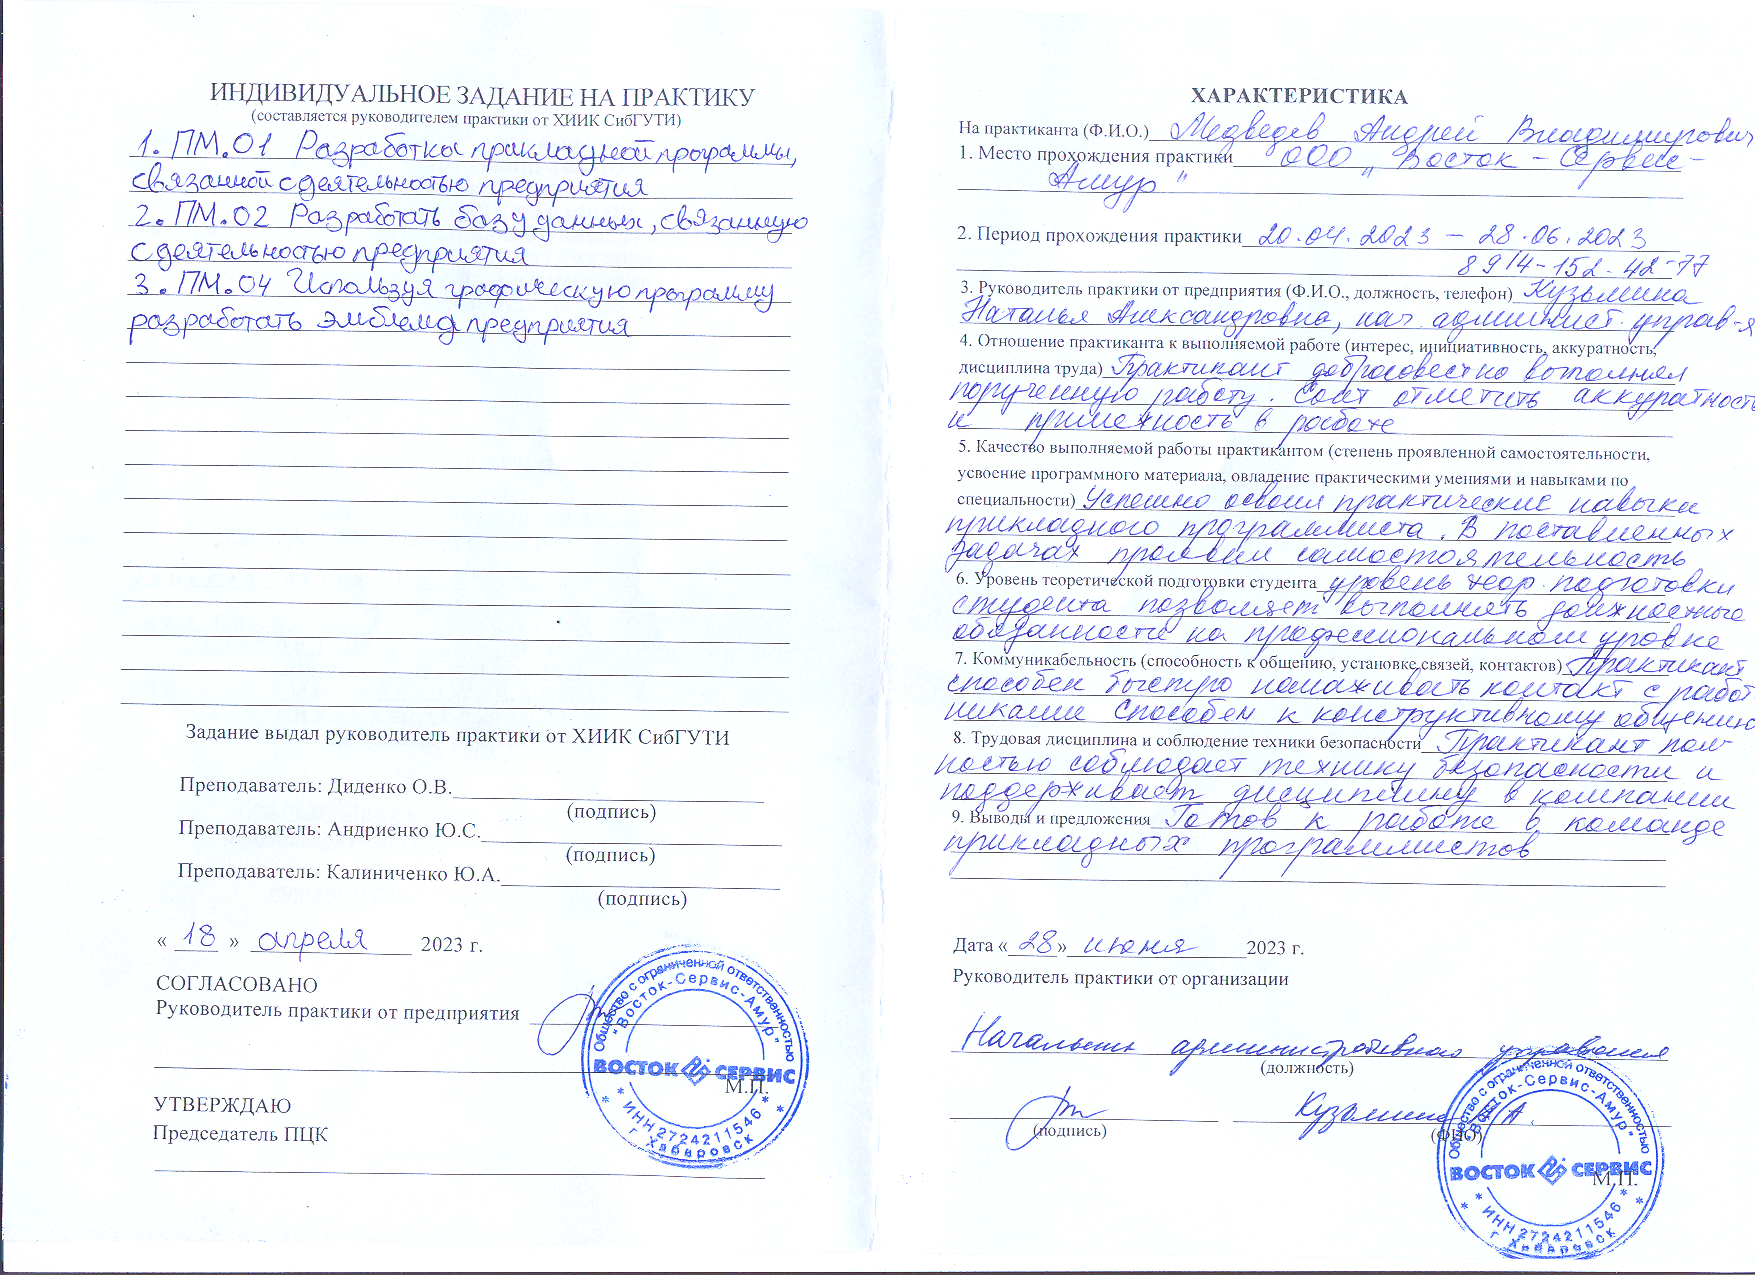 ИНДИВИДУАЛЬНОЕ ЗАДАНИЕ НА ПРАКТИКУ
(составляется руководителем практики от ХИИК СибГУТИ)
1. ПМ.01 Разработка прикладной программы,
связанной с деятельностью предприятия
2. ПМ.02 Разработать базу данных, связанную
с деятельностью предприятия
3. ПМ.04 Используя графическую программу
разработать эмблему предприятия
Задание выдал руководитель практики от ХИИК СибГУТИ
Преподаватель: Диденко О.В.
(подпись)
Преподаватель: Андриенко Ю.С.
(подпись)
Преподаватель: Калиниченко Ю.А.
(подпись)
« 18 » апреля 2023 г.
СОГЛАСОВАНО
Руководитель практики от предприятия
М.П.
Общество с ограниченной ответственностью
"Восток-Сервис-Амур"
ВОСТОК СЕРВИС
* ИНН 2724211546 *
* г. Хабаровск *
УТВЕРЖДАЮ
Председатель ПЦК
ХАРАКТЕРИСТИКА
На практиканта (Ф.И.О.) Медведев Андрей Владимирович
1. Место прохождения практики ООО "Восток-Сервис-
Амур"
2. Период прохождения практики 20.04.2023 – 28.06.2023
8914-152-42-77
3. Руководитель практики от предприятия (Ф.И.О., должность, телефон) Кузьмина
Наталья Александровна, нач. админист. управ-я
4. Отношение практиканта к выполняемой работе (интерес, инициативность, аккуратность,
дисциплина труда) Практикант добросовестно выполнял
порученную работу. Стоит отметить аккуратность
и прилежность в работе
5. Качество выполняемой работы практикантом (степень проявленной самостоятельности,
усвоение программного материала, овладение практическими умениями и навыками по
специальности) Успешно освоил практические навыки
прикладного программиста. В поставленных
задачах проявил самостоятельность
6. Уровень теоретической подготовки студента уровень теор. подготовки
студента позволяет выполнять должностные
обязанности на профессиональном уровне
7. Коммуникабельность (способность к общению, установке связей, контактов) Практикант
способен быстро налаживать контакт с работ
никами способен к конструктивному общению
8. Трудовая дисциплина и соблюдение техники безопасности Практикант пол-
ностью соблюдает технику безопасности и
поддерживает дисциплину в компании
9. Выводы и предложения Готов к работе в команде
прикладных программистов
Дата « 28 » июня 2023 г.
Руководитель практики от организации
Начальник административного управления
(должность)
Кузьмина Н.А.
(подпись) (ФИО)
М.П.
Общество с ограниченной ответственностью
"Восток-Сервис-Амур"
ВОСТОК СЕРВИС
* ИНН 2724211546 *
* г. Хабаровск *